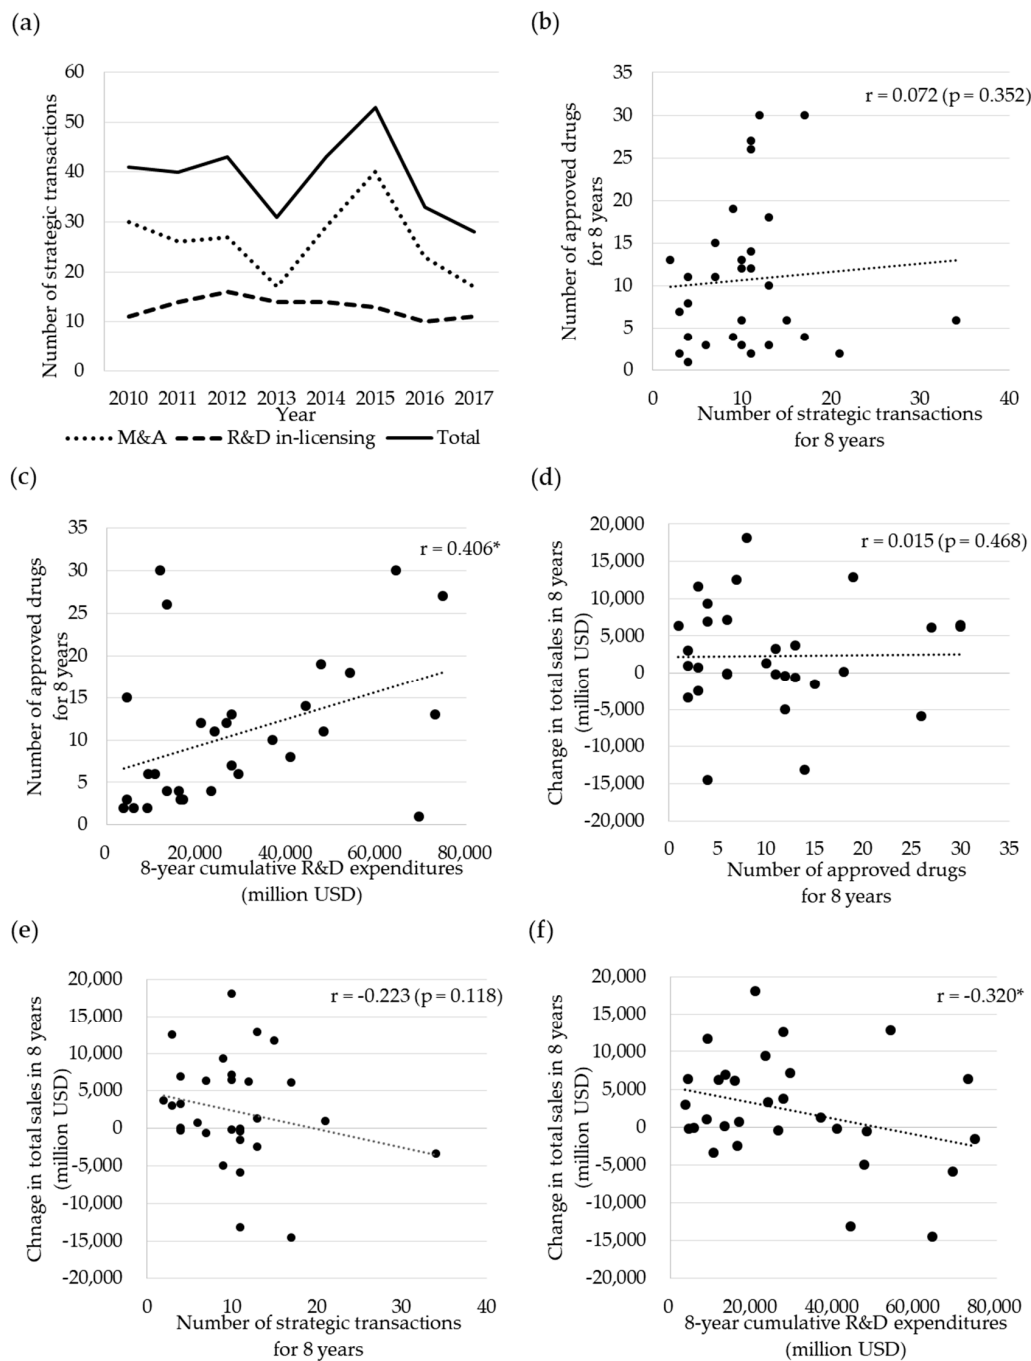 (a)
Number of strategic transactions
60
50
40
30
20
10
0
2010 2011 2012 2013 2014 2015 2016 2017
Year
M&A R&D in-licensing Total
(b)
Number of approved drugs
for 8 years
35
30
25
20
15
10
5
0
r = 0.072 (p = 0.352)
0 10 20 30 40
Number of strategic transactions
for 8 years
(c)
Number of approved drugs
for 8 years
35
30
25
20
15
10
5
0
r = 0.406*
0 20,000 40,000 60,000 80,000
8-year cumulative R&D expenditures
(million USD)
(d)
Change in total sales in 8 years
(million USD)
20,000
15,000
10,000
5,000
0
-5,000
-10,000
-15,000
-20,000
r = 0.015 (p = 0.468)
0 5 10 15 20 25 30 35
Number of approved drugs
for 8 years
(e)
Chnage in total sales in 8 years
(million USD)
20,000
15,000
10,000
5,000
0
-5,000
-10,000
-15,000
-20,000
r = -0.223 (p = 0.118)
0 10 20 30 40
Number of strategic transactions
for 8 years
(f)
Change in total sales in 8 years
(million USD)
20,000
15,000
10,000
5,000
0
-5,000
-10,000
-15,000
-20,000
r = -0.320*
0 20,000 40,000 60,000 80,000
8-year cumulative R&D expenditures
(million USD)